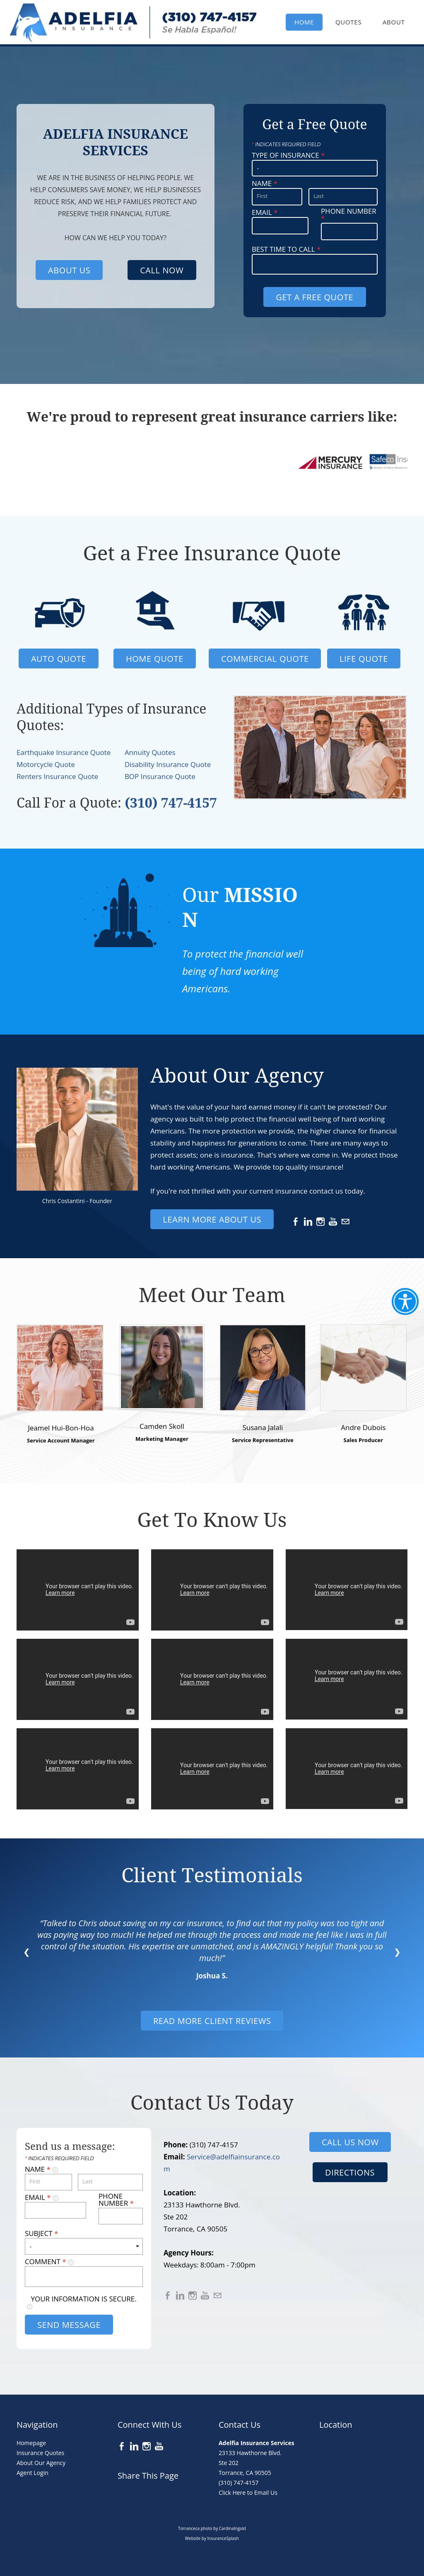 ADELFIA
INSURANCE
(310) 747-4157
Se Habla Español!
HOME
QUOTES
ABOUT
ADELFIA INSURANCE
SERVICES
WE ARE IN THE BUSINESS OF HELPING PEOPLE. WE
HELP CONSUMERS SAVE MONEY, WE HELP BUSINESSES
REDUCE RISK, AND WE HELP FAMILIES PROTECT AND
PRESERVE THEIR FINANCIAL FUTURE.
HOW CAN WE HELP YOU TODAY?
ABOUT US
CALL NOW
Get a Free Quote
* INDICATES REQUIRED FIELD
TYPE OF INSURANCE *
-
NAME *
First
Last
EMAIL *
PHONE NUMBER
*
BEST TIME TO CALL *
GET A FREE QUOTE
We're proud to represent great insurance carriers like:
MERCURY
INSURANCE
Safeco Ins
Get a Free Insurance Quote
AUTO QUOTE
HOME QUOTE
COMMERCIAL QUOTE
LIFE QUOTE
Additional Types of Insurance
Quotes:
Earthquake Insurance Quote
Motorcycle Quote
Renters Insurance Quote
Annuity Quotes
Disability Insurance Quote
BOP Insurance Quote
Call For a Quote: (310) 747-4157
Our MISSIO
N
To protect the financial well
being of hard working
Americans.
Chris Costantini - Founder
About Our Agency
What's the value of your hard earned money if it can't be protected? Our
agency was built to help protect the financial well being of hard working
Americans. The more protection we provide, the higher chance for financial
stability and happiness for generations to come. There are many ways to
protect assets; one is insurance. That's where we come in. We protect those
hard working Americans. We provide top quality insurance!
If you're not thrilled with your current insurance contact us today.
LEARN MORE ABOUT US
Meet Our Team
Jeamel Hui-Bon-Hoa
Service Account Manager
Camden Skoll
Marketing Manager
Susana Jalali
Service Representative
Andre Dubois
Sales Producer
Get To Know Us
Your browser can't play this video.
Learn more
Your browser can't play this video.
Learn more
Your browser can't play this video.
Learn more
Your browser can't play this video.
Learn more
Your browser can't play this video.
Learn more
Your browser can't play this video.
Learn more
Your browser can't play this video.
Learn more
Your browser can't play this video.
Learn more
Your browser can't play this video.
Learn more
Client Testimonials
“Talked to Chris about saving on my car insurance, to find out that my policy was too tight and
was paying way too much! He helped me through the process and made me feel like I was in full
control of the situation. His expertise are unmatched, and is AMAZINGLY helpful! Thank you so
much!”
Joshua S.
READ MORE CLIENT REVIEWS
Contact Us Today
Send us a message:
* INDICATES REQUIRED FIELD
NAME *
First
Last
EMAIL *
PHONE
NUMBER *
SUBJECT *
-
COMMENT *
YOUR INFORMATION IS SECURE.
SEND MESSAGE
Phone: (310) 747-4157
Email: Service@adelfiainsurance.co
m
Location:
23133 Hawthorne Blvd.
Ste 202
Torrance, CA 90505
Agency Hours:
Weekdays: 8:00am - 7:00pm
CALL US NOW
DIRECTIONS
Navigation
Homepage
Insurance Quotes
About Our Agency
Agent Login
Connect With Us
Share This Page
Contact Us
Adelfia Insurance Services
23133 Hawthorne Blvd.
Ste 202
Torrance, CA 90505
(310) 747-4157
Click Here to Email Us
Location
Torranceca photo by Cardinalngold
Website by InsuranceSplash